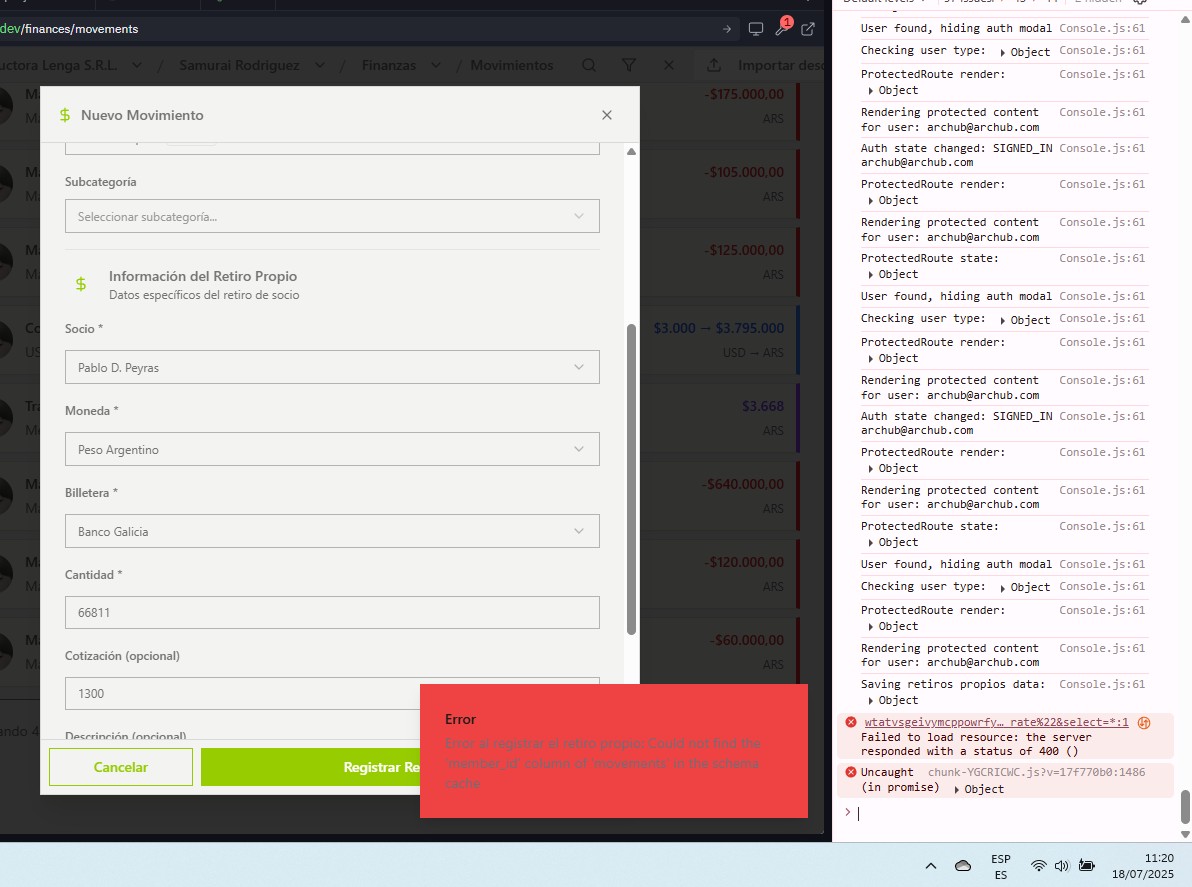 dev/finances/movements
1
uctora Lenga S.R.L.
/
Samurai Rodriguez
/
Finanzas
/
Movimientos
Importar desc
-$175.000,00
ARS
-$105.000,00
ARS
-$125.000,00
ARS
$3.000 → $3.795.000
USD → ARS
$3.668
ARS
-$640.000,00
ARS
-$120.000,00
ARS
-$60.000,00
ARS
Nuevo Movimiento
Subcategoría
Seleccionar subcategoría...
Información del Retiro Propio
Datos específicos del retiro de socio
Socio *
Pablo D. Peyras
Moneda *
Peso Argentino
Billetera *
Banco Galicia
Cantidad *
66811
Cotización (opcional)
1300
Descripción (opcional)
Cancelar
Registrar Re
Error
Error al registrar el retiro propio: Could not find the
'member_id' column of 'movements' in the schema
cache
User found, hiding auth modal Console.js:61
Checking user type: Object Console.js:61
ProtectedRoute render: Console.js:61
Object
Rendering protected content Console.js:61
for user: archub@archub.com
Auth state changed: SIGNED_IN Console.js:61
archub@archub.com
ProtectedRoute render: Console.js:61
Object
Rendering protected content Console.js:61
for user: archub@archub.com
ProtectedRoute state: Console.js:61
Object
User found, hiding auth modal Console.js:61
Checking user type: Object Console.js:61
ProtectedRoute render: Console.js:61
Object
Rendering protected content Console.js:61
for user: archub@archub.com
Auth state changed: SIGNED_IN Console.js:61
archub@archub.com
ProtectedRoute render: Console.js:61
Object
Rendering protected content Console.js:61
for user: archub@archub.com
ProtectedRoute state: Console.js:61
Object
User found, hiding auth modal Console.js:61
Checking user type: Object Console.js:61
ProtectedRoute render: Console.js:61
Object
Rendering protected content Console.js:61
for user: archub@archub.com
Saving retiros propios data: Console.js:61
Object
wtatvsgeivymcppowrfy… rate%22&select=*:1
Failed to load resource: the server
responded with a status of 400 ()
Uncaught chunk-YGCRICWC.js?v=17f770b0:1486
(in promise) Object
ESP
ES
11:20
18/07/2025